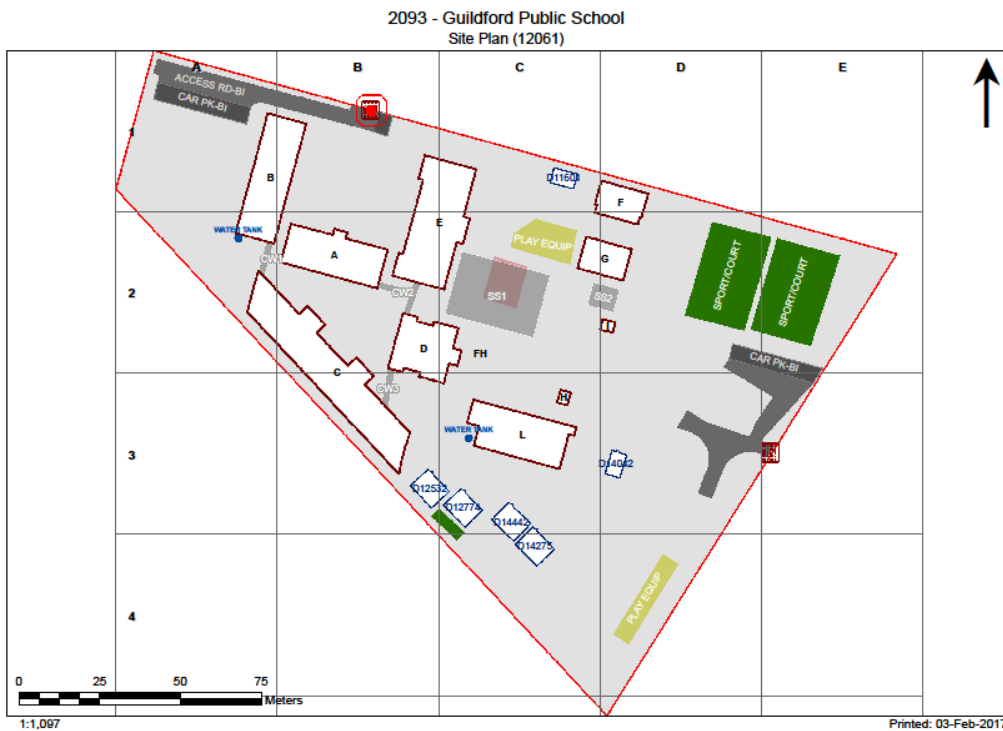 2093 - Guildford Public School
Site Plan (12061)
A B C D E
ACCESS RD-BI
CAR PK-BI
1
D11601
B
F
E
WATER TANK
PLAY EQUIP
A
G
SPORT/COURT
SPORT/COURT
CW1
CW2
2
SS1
SS2
I
D
FH
CAR PK-BI
C
CW3
H
WATER TANK
L
3
D14042
D12532
D12774
D14442
D14275
PLAY EQUIP
4
0 25 50 75
Meters
1:1,097
Printed: 03-Feb-2017